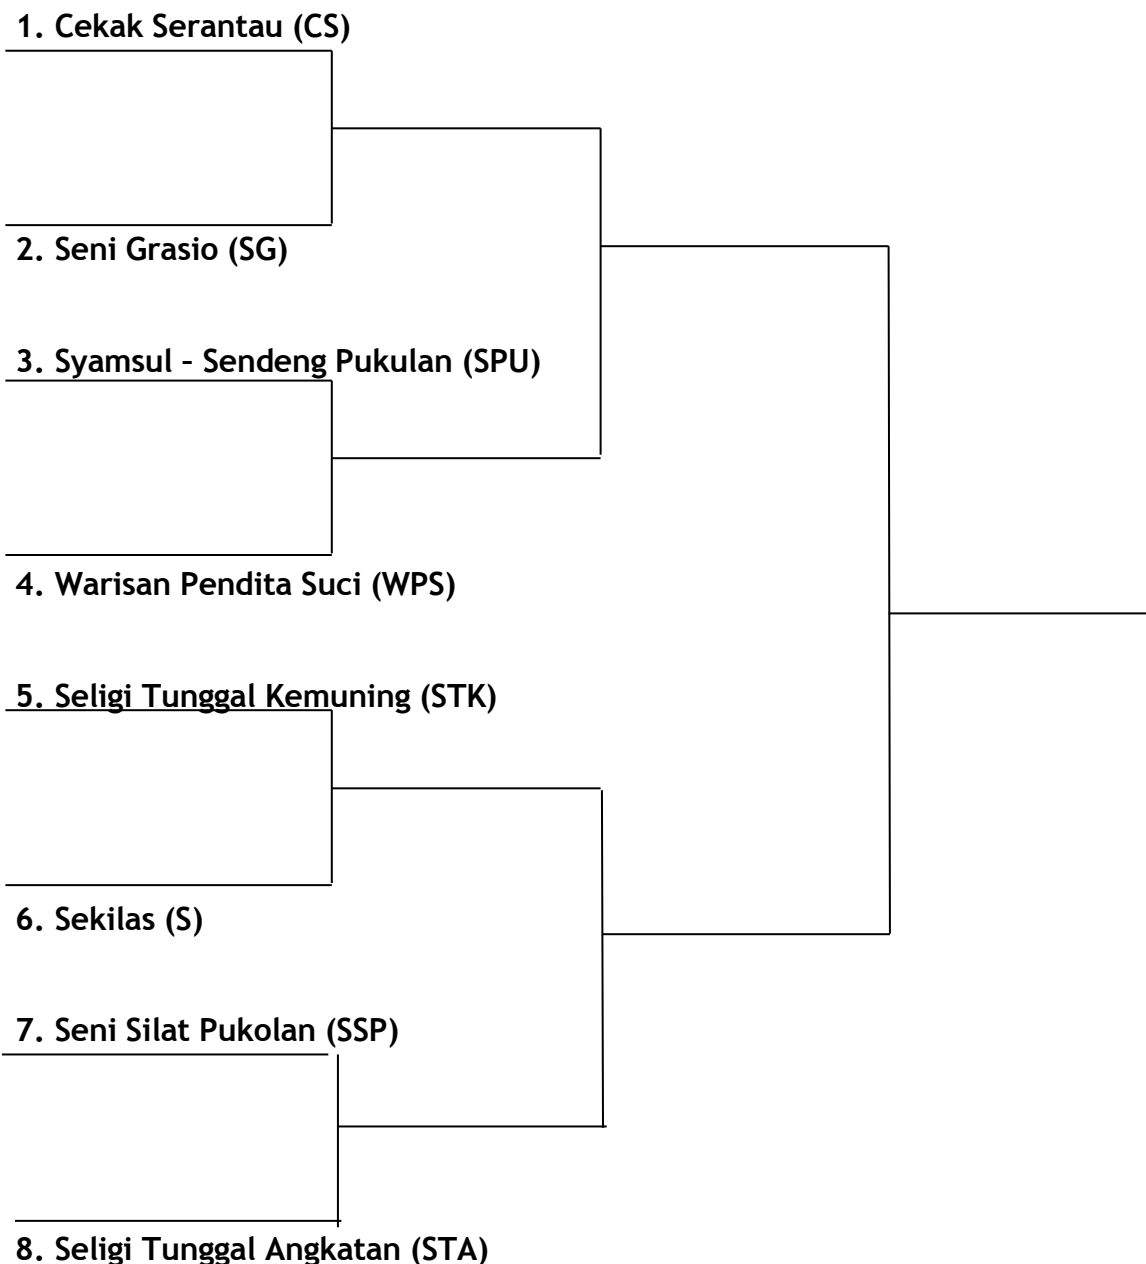 1. Cekak Serantau (CS)
2. Seni Grasio (SG)
3. Syamsul – Sendeng Pukulan (SPU)
4. Warisan Pendita Suci (WPS)
5. Seligi Tunggal Kemuning (STK)
6. Sekilas (S)
7. Seni Silat Pukolan (SSP)
8. Seligi Tunggal Angkatan (STA)